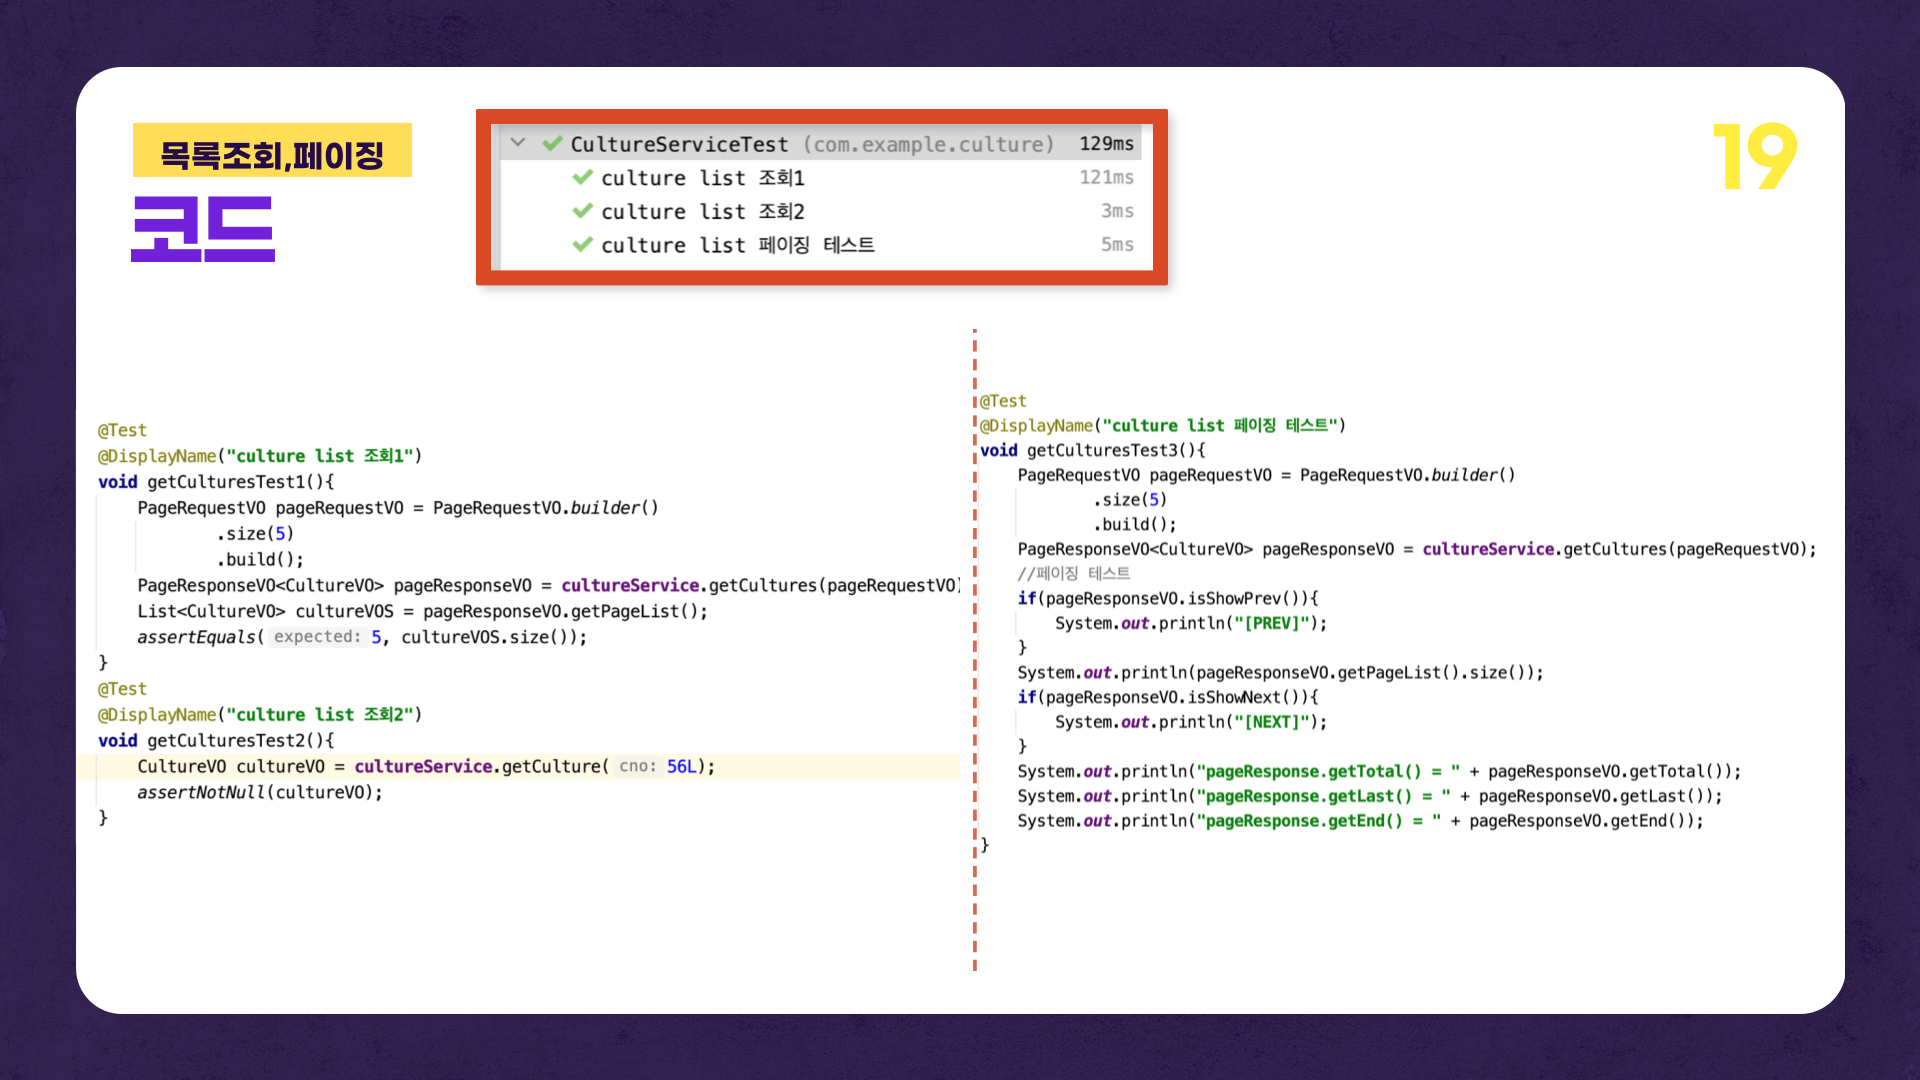 목록조회,페이징
코드
CultureServiceTest (com.example.culture) 129ms
culture list 조회1 121ms
culture list 조회2 3ms
culture list 페이징 테스트 5ms
19
@Test
@DisplayName("culture list 조회1")
void getCulturesTest1(){
PageRequestVO pageRequestVO = PageRequestVO.builder()
.size(5)
.build();
PageResponseVO<CultureVO> pageResponseVO = cultureService.getCultures(pageRequestVO)
List<CultureVO> cultureVOS = pageResponseVO.getPageList();
assertEquals( expected: 5, cultureVOS.size());
}
@Test
@DisplayName("culture list 조회2")
void getCulturesTest2(){
CultureVO cultureVO = cultureService.getCulture( cno: 56L);
assertNotNull(cultureVO);
}
@Test
@DisplayName("culture list 페이징 테스트")
void getCulturesTest3(){
PageRequestVO pageRequestVO = PageRequestVO.builder()
.size(5)
.build();
PageResponseVO<CultureVO> pageResponseVO = cultureService.getCultures(pageRequestVO);
//페이징 테스트
if(pageResponseVO.isShowPrev()){
System.out.println("[PREV]");
}
System.out.println(pageResponseVO.getPageList().size());
if(pageResponseVO.isShowNext()){
System.out.println("[NEXT]");
}
System.out.println("pageResponse.getTotal() = " + pageResponseVO.getTotal());
System.out.println("pageResponse.getLast() = " + pageResponseVO.getLast());
System.out.println("pageResponse.getEnd() = " + pageResponseVO.getEnd());
}